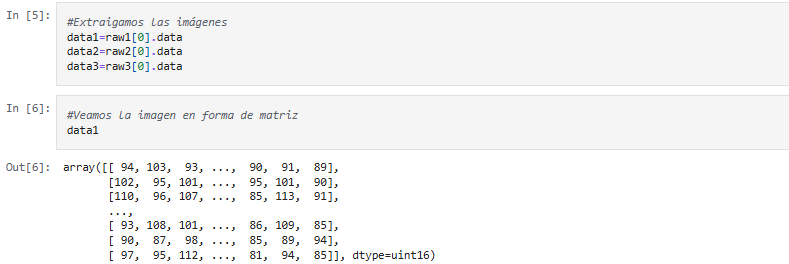 In [5]:
#Extraigamos las imágenes
data1=raw1[0].data
data2=raw2[0].data
data3=raw3[0].data
In [6]:
#Veamos la imagen en forma de matriz
data1
Out[6]: array([[ 94, 103,  93, ...,  90,  91,  89],
       [102,  95, 101, ...,  95, 101,  90],
       [110,  96, 107, ...,  85, 113,  91],
       ...,
       [ 93, 108, 101, ...,  86, 109,  85],
       [ 90,  87,  98, ...,  85,  89,  94],
       [ 97,  95, 112, ...,  81,  94,  85]], dtype=uint16)